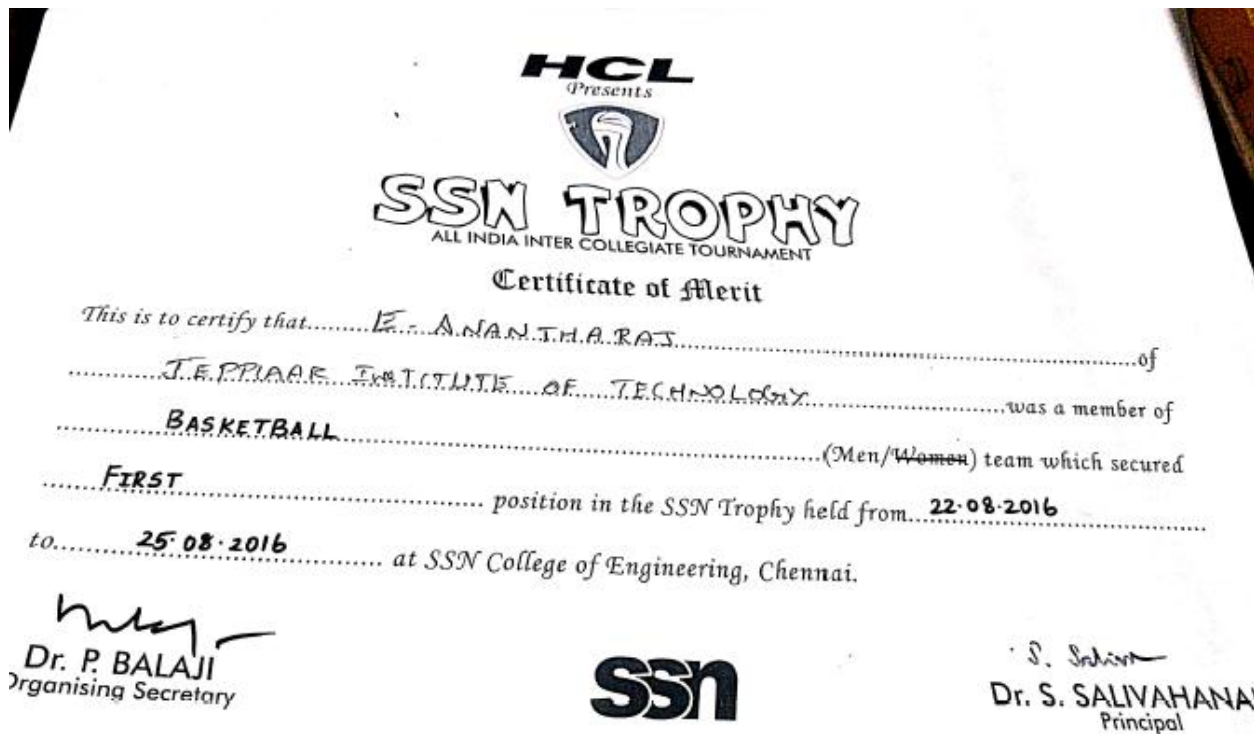 HCL
Presents
SSN TROPHY
ALL INDIA INTER COLLEGIATE TOURNAMENT
Certificate of Merit
This is to certify that........E. ANANTHARAJ........of
........JEPPIAAR INSTITUTE OF TECHNOLOGY........was a member of
........BASKETBALL........(Men/Women) team which secured
........FIRST........ position in the SSN Trophy held from...22.08.2016
to........25.08.2016........ at SSN College of Engineering, Chennai.
Dr. P. BALAJI
Organising Secretary
ssn
S. Saliva
Dr. S. SALIVAHANAN
Principal